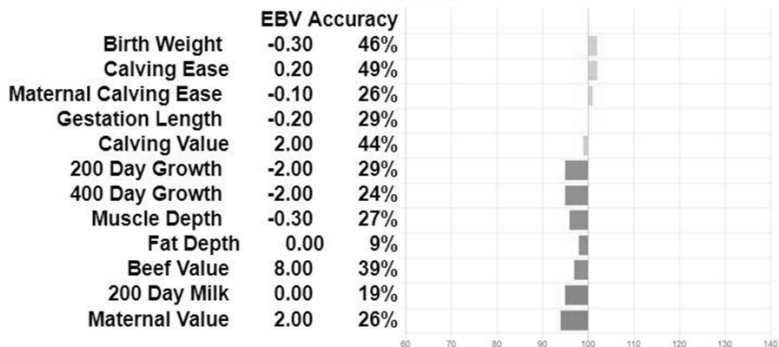 EBV Accuracy
Birth Weight -0.30 46%
Calving Ease 0.20 49%
Maternal Calving Ease -0.10 26%
Gestation Length -0.20 29%
Calving Value 2.00 44%
200 Day Growth -2.00 29%
400 Day Growth -2.00 24%
Muscle Depth -0.30 27%
Fat Depth 0.00 9%
Beef Value 8.00 39%
200 Day Milk 0.00 19%
Maternal Value 2.00 26%
60 70 80 90 100 110 120 130 140